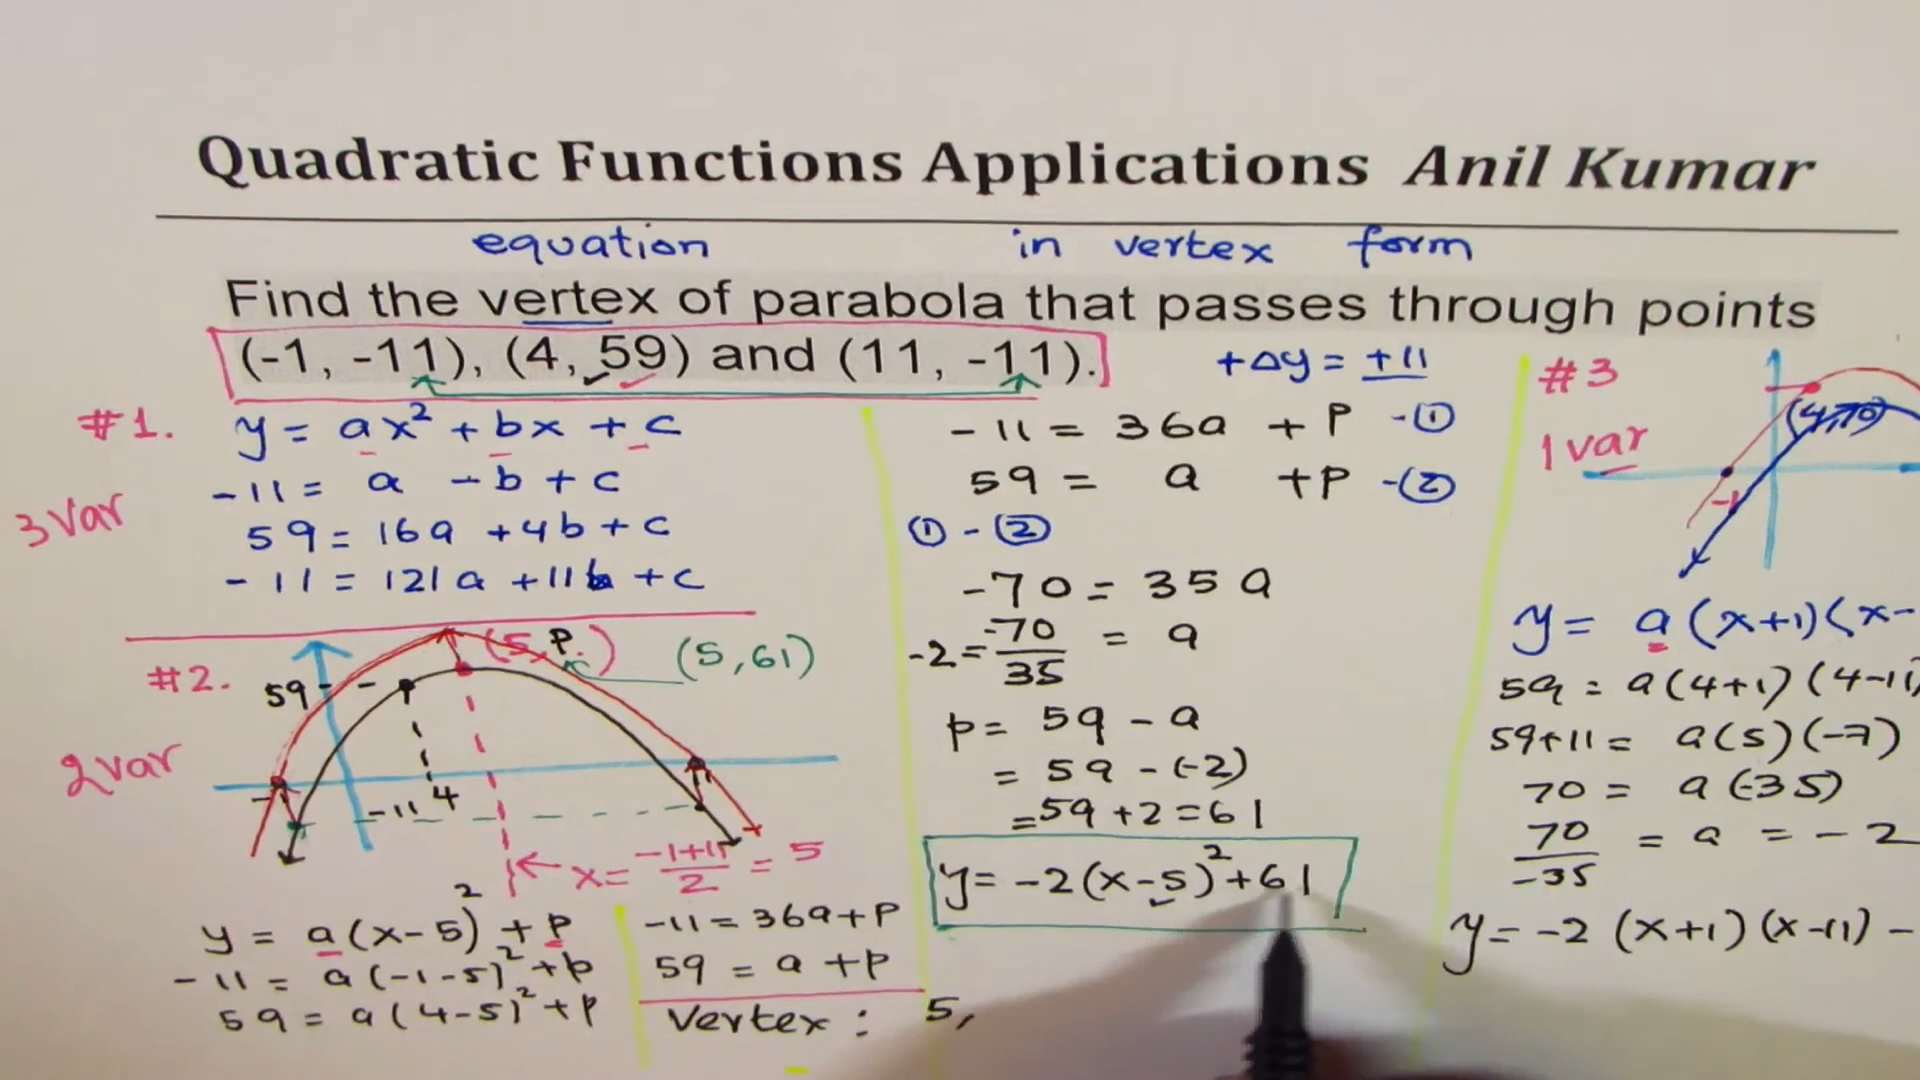 Quadratic Functions Applications Anil Kumar
equation in vertex form
Find the vertex of parabola that passes through points
(-1, -11), (4, 59) and (11, -11).
+Δy = +11
#1.
3 var
y = ax² + bx + c
-11 = a - b + c
59 = 16a + 4b + c
-11 = 121a + 11b + c
#2.
2 var
59
(5, p.)
(5, 61)
-11
4
x = (-1+11)/2 = 5
y = a(x-5)² + p
-11 = a(-1-5)² + p
59 = a(4-5)² + p
-11 = 36a + p
59 = a + p
Vertex : 5,
-11 = 36a + p -①
59 = a + p -②
① - ②
-70 = 35a
-2 = -70/35 = a
p = 59 - a
= 59 - (-2)
= 59 + 2 = 61
y = -2(x-5)² + 61
#3
1 var
(4, 70)
-1
y = a(x+1)(x-
59 = a(4+1)(4-11)
59+11 = a(5)(-7)
70 = a(-35)
70/-35 = a = -2
y = -2(x+1)(x-11) -